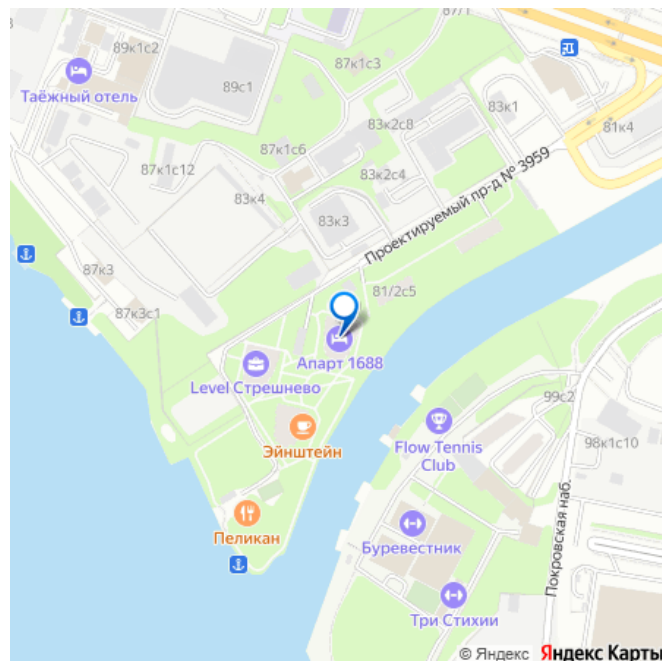 87/1
89к1с2
87к1с3
Таёжный отель
89с1
83к1
83к2с8
81к4
87к1с6
87к1с12
83к2с4
83к4
83к3
Проектируемый пр-д № 3959
87к3
81/2с5
87к3с1
Апарт 1688
Level Стрешнево
99с2
Эйнштейн
Flow Tennis
Club
98к1с10
Пеликан
Буревестник
Покровская наб.
Три Стихии
© Яндекс Яндекс Карты